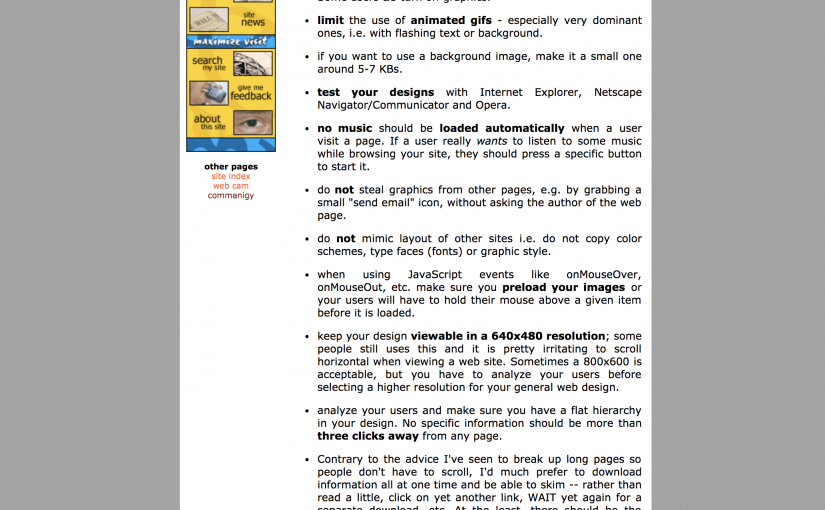 site
news
maximize visit
search
my site
give me
feedback
about
this site
other pages
site index
web cam
commanigy
limit the use of animated gifs - especially very dominant
ones, i.e. with flashing text or background.
if you want to use a background image, make it a small one
around 5-7 KBs.
test your designs with Internet Explorer, Netscape
Navigator/Communicator and Opera.
no music should be loaded automatically when a user
visit a page. If a user really wants to listen to some music
while browsing your site, they should press a specific button
to start it.
do not steal graphics from other pages, e.g. by grabbing a
small "send email" icon, without asking the author of the web
page.
do not mimic layout of other sites i.e. do not copy color
schemes, type faces (fonts) or graphic style.
when using JavaScript events like onMouseOver,
onMouseOut, etc. make sure you preload your images or
your users will have to hold their mouse above a given item
before it is loaded.
keep your design viewable in a 640x480 resolution; some
people still uses this and it is pretty irritating to scroll
horizontal when viewing a web site. Sometimes a 800x600 is
acceptable, but you have to analyze your users before
selecting a higher resolution for your general web design.
analyze your users and make sure you have a flat hierarchy
in your design. No specific information should be more than
three clicks away from any page.
Contrary to the advice I've seen to break up long pages so
people don't have to scroll, I'd much prefer to download
information all at one time and be able to skim -- rather than
read a little, click on yet another link, WAIT yet again for a